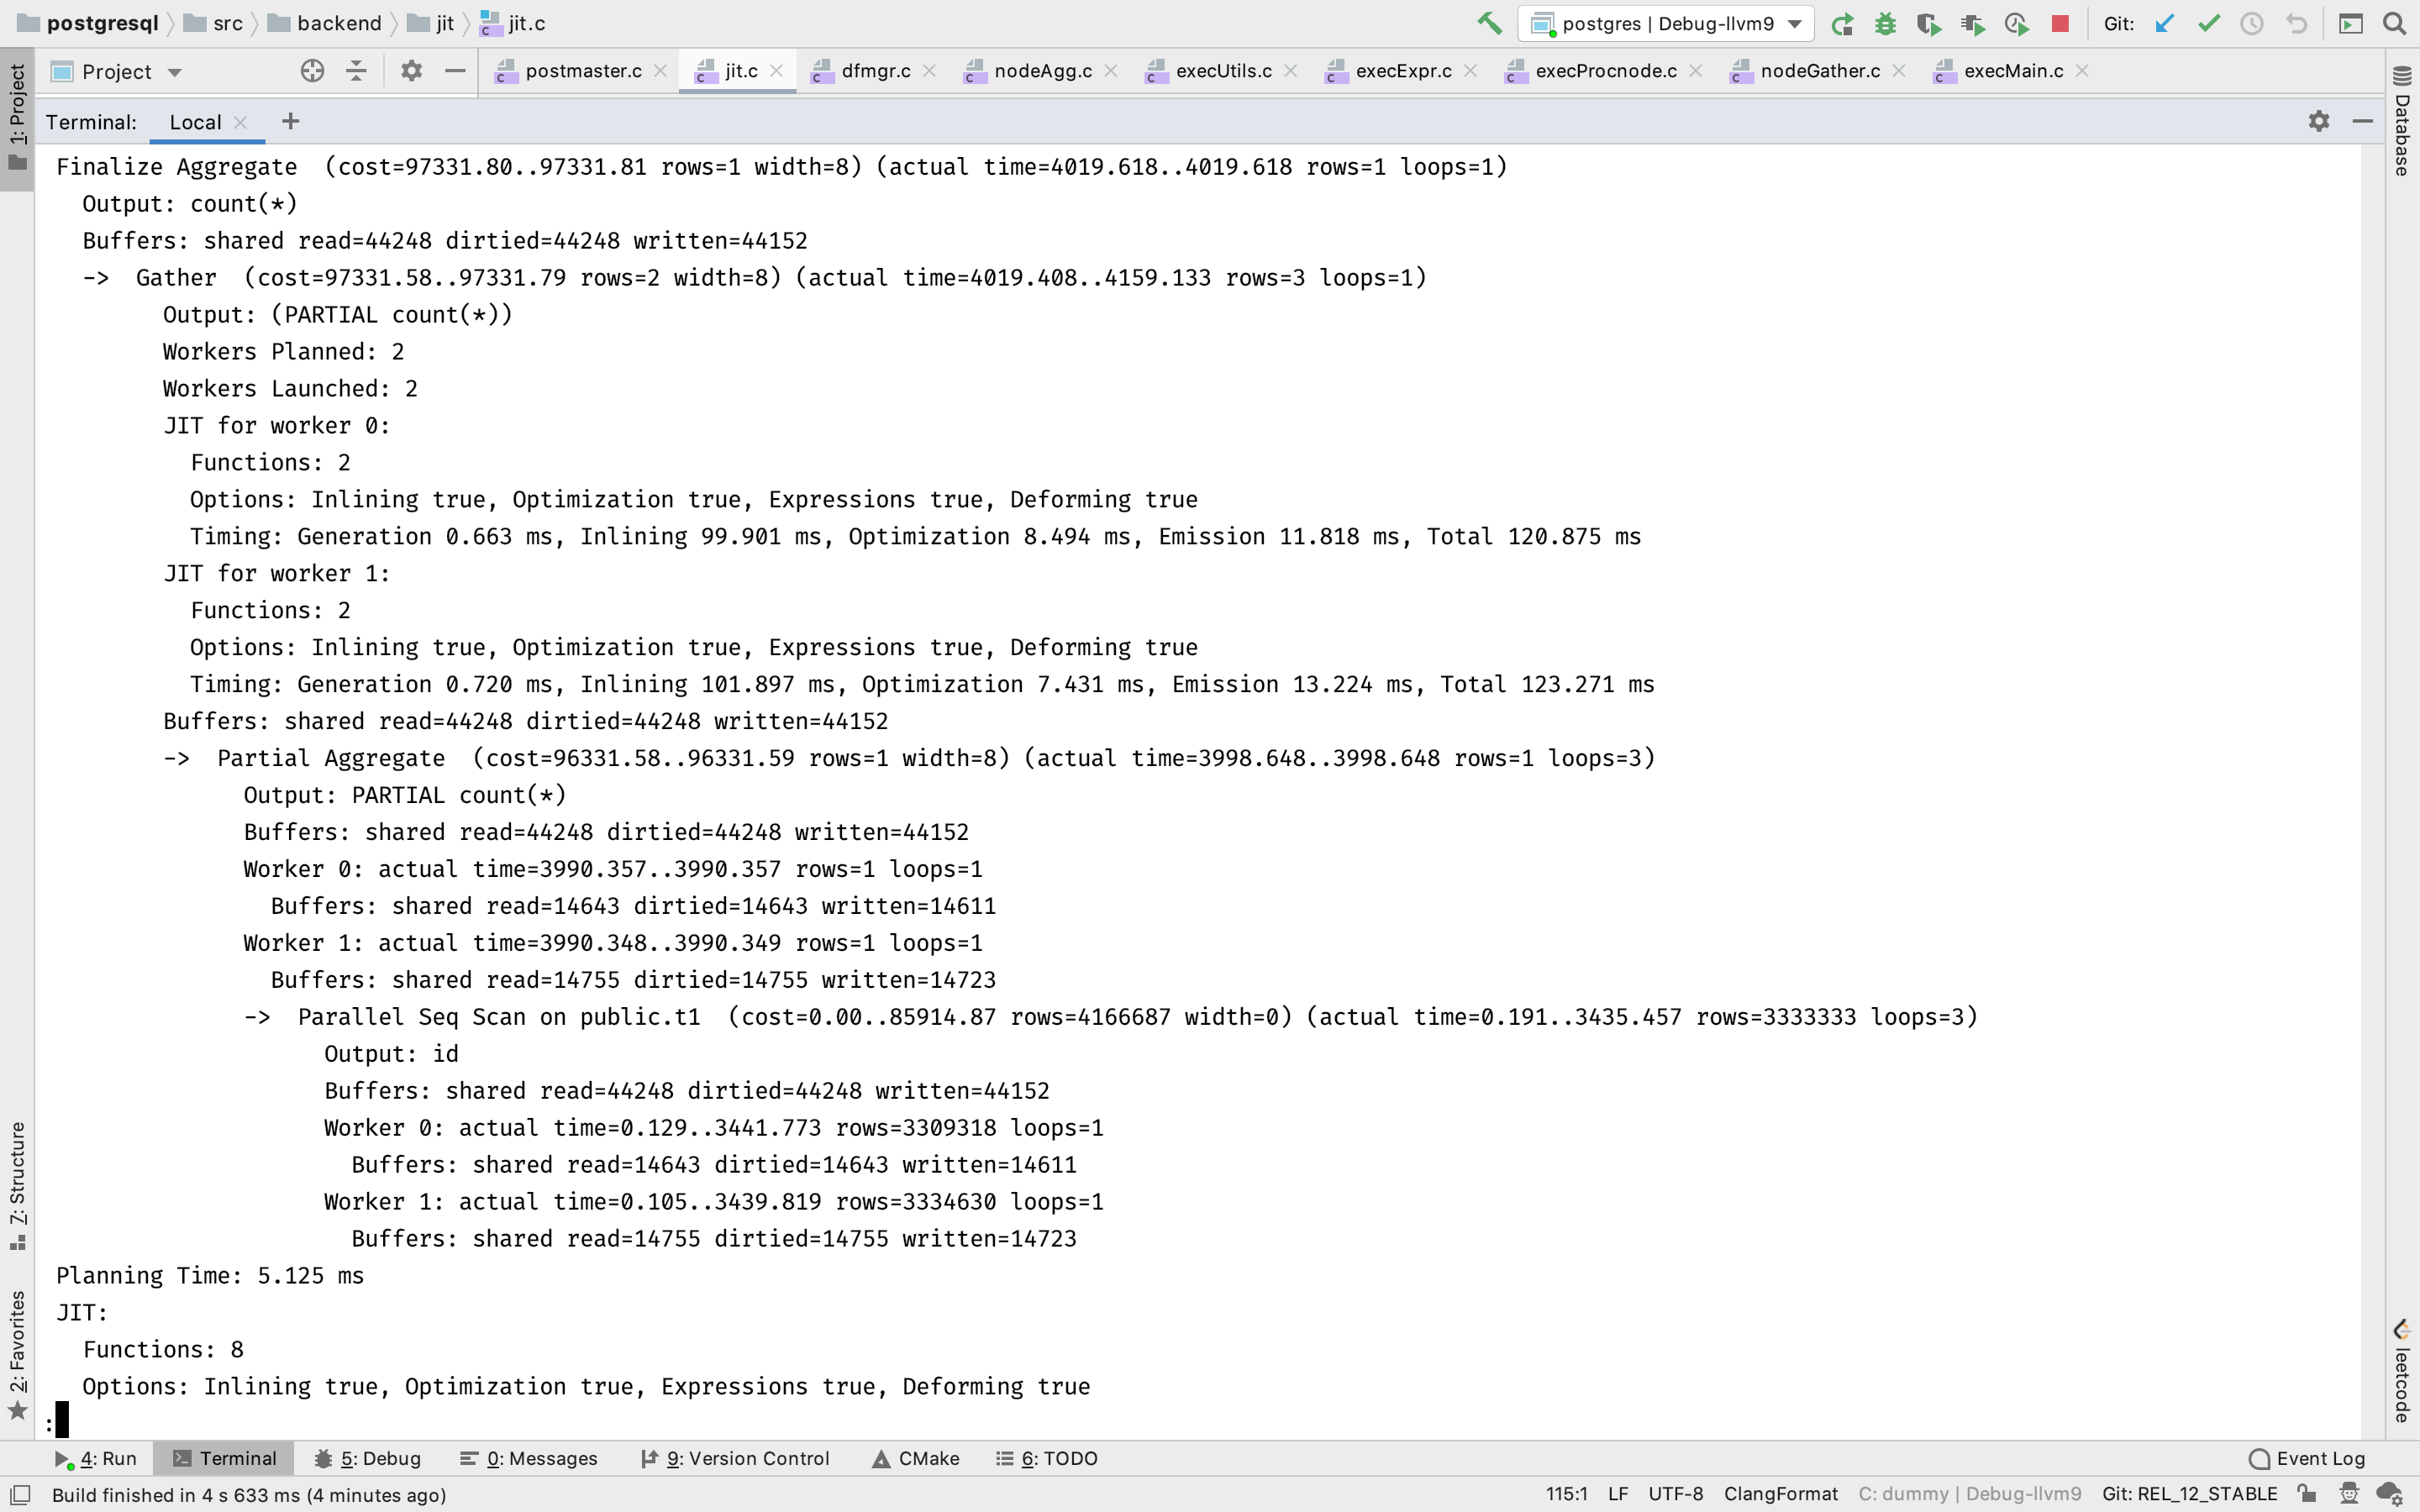 postgresql src backend jit jit.c postgres | Debug-llvm9 Git:
Project postmaster.c jit.c dfmgr.c nodeAgg.c execUtils.c execExpr.c execProcnode.c nodeGather.c execMain.c
1: Project
Database
Terminal: Local +
Finalize Aggregate  (cost=97331.80..97331.81 rows=1 width=8) (actual time=4019.618..4019.618 rows=1 loops=1)
  Output: count(*)
  Buffers: shared read=44248 dirtied=44248 written=44152
  ->  Gather  (cost=97331.58..97331.79 rows=2 width=8) (actual time=4019.408..4159.133 rows=3 loops=1)
        Output: (PARTIAL count(*))
        Workers Planned: 2
        Workers Launched: 2
        JIT for worker 0:
          Functions: 2
          Options: Inlining true, Optimization true, Expressions true, Deforming true
          Timing: Generation 0.663 ms, Inlining 99.901 ms, Optimization 8.494 ms, Emission 11.818 ms, Total 120.875 ms
        JIT for worker 1:
          Functions: 2
          Options: Inlining true, Optimization true, Expressions true, Deforming true
          Timing: Generation 0.720 ms, Inlining 101.897 ms, Optimization 7.431 ms, Emission 13.224 ms, Total 123.271 ms
        Buffers: shared read=44248 dirtied=44248 written=44152
        ->  Partial Aggregate  (cost=96331.58..96331.59 rows=1 width=8) (actual time=3998.648..3998.648 rows=1 loops=3)
              Output: PARTIAL count(*)
              Buffers: shared read=44248 dirtied=44248 written=44152
              Worker 0: actual time=3990.357..3990.357 rows=1 loops=1
                Buffers: shared read=14643 dirtied=14643 written=14611
              Worker 1: actual time=3990.348..3990.349 rows=1 loops=1
                Buffers: shared read=14755 dirtied=14755 written=14723
              ->  Parallel Seq Scan on public.t1  (cost=0.00..85914.87 rows=4166687 width=0) (actual time=0.191..3435.457 rows=3333333 loops=3)
                    Output: id
                    Buffers: shared read=44248 dirtied=44248 written=44152
                    Worker 0: actual time=0.129..3441.773 rows=3309318 loops=1
                      Buffers: shared read=14643 dirtied=14643 written=14611
                    Worker 1: actual time=0.105..3439.819 rows=3334630 loops=1
                      Buffers: shared read=14755 dirtied=14755 written=14723
Planning Time: 5.125 ms
JIT:
  Functions: 8
  Options: Inlining true, Optimization true, Expressions true, Deforming true
:
7: Structure
2: Favorites
leetcode
4: Run Terminal 5: Debug 0: Messages 9: Version Control CMake 6: TODO Event Log
Build finished in 4 s 633 ms (4 minutes ago) 115:1 LF UTF-8 ClangFormat C: dummy | Debug-llvm9 Git: REL_12_STABLE